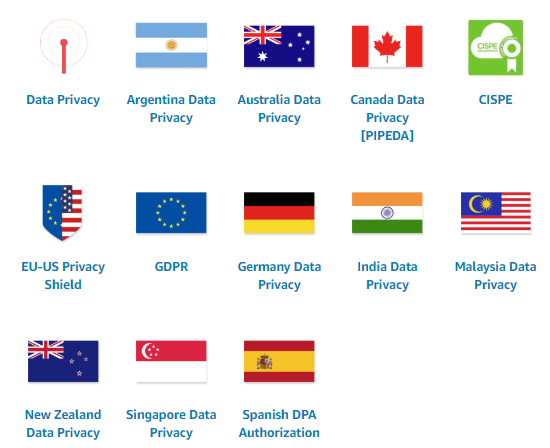 CISPE
Data Privacy
Argentina Data
Privacy
Australia Data
Privacy
Canada Data
Privacy
[PIPEDA]
CISPE
EU-US Privacy
Shield
GDPR
Germany Data
Privacy
India Data
Privacy
Malaysia Data
Privacy
New Zealand
Data Privacy
Singapore Data
Privacy
Spanish DPA
Authorization